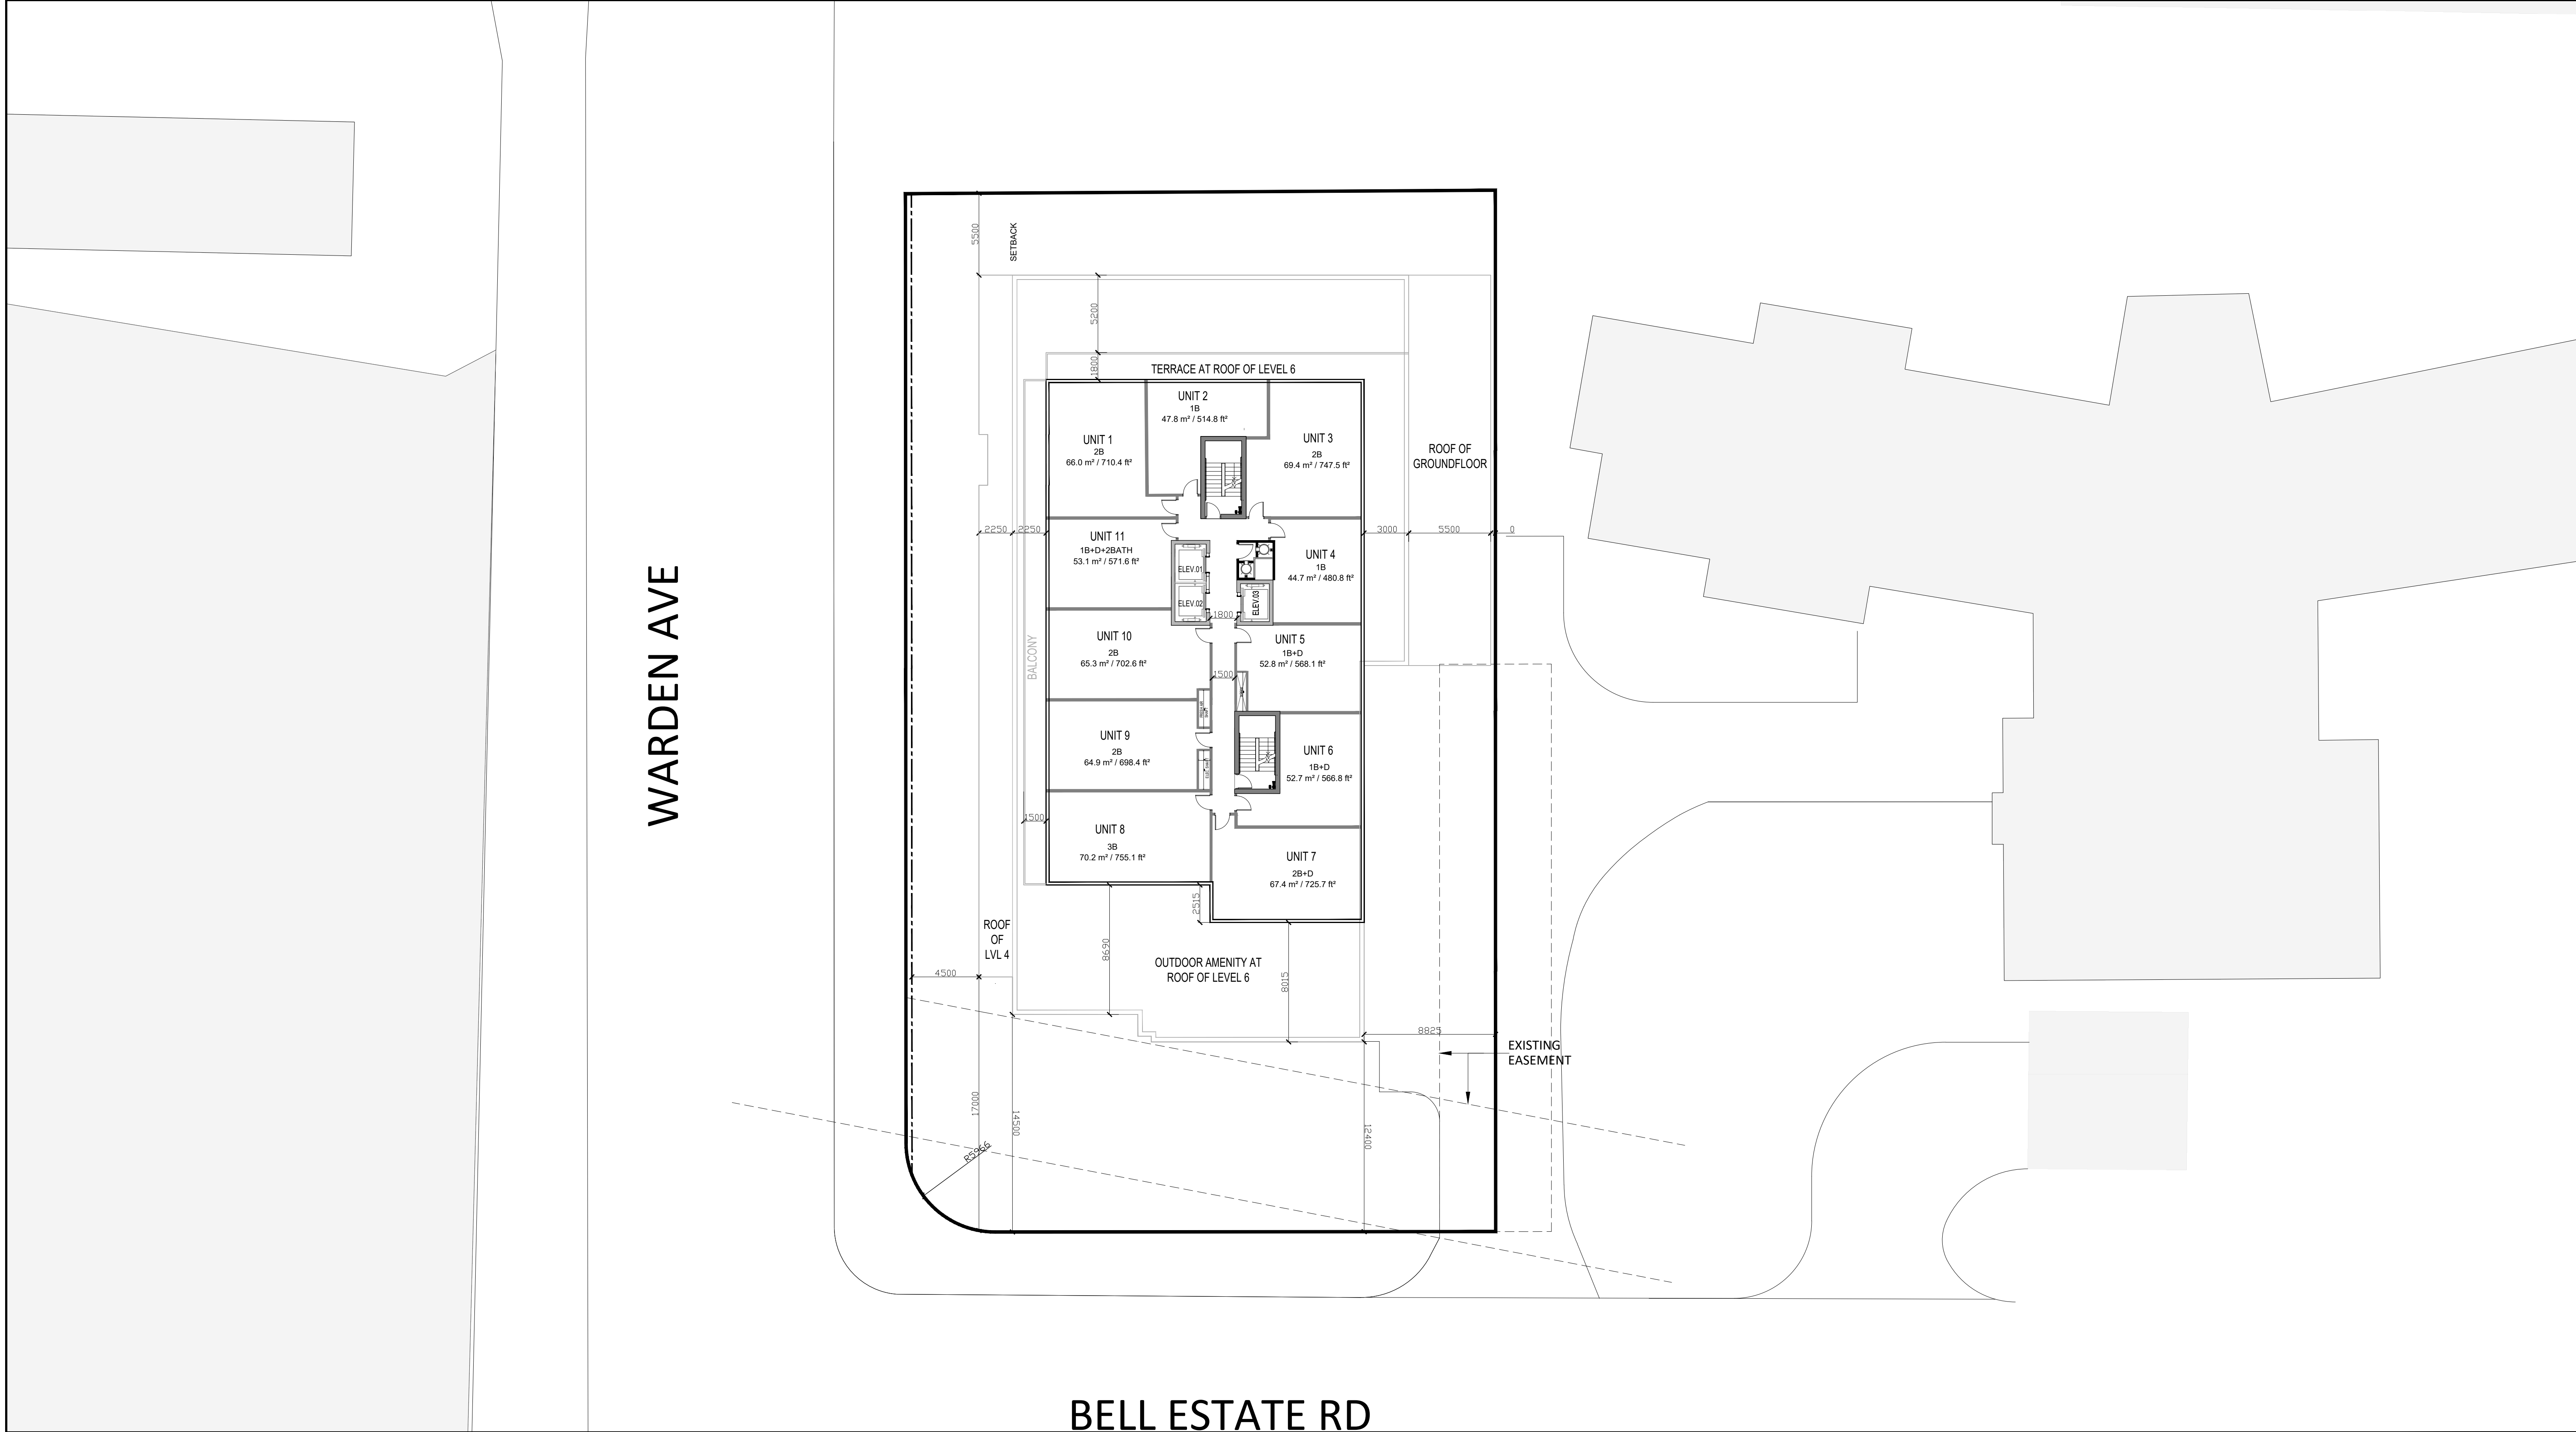 5500
SETBACK
5200
1800
TERRACE AT ROOF OF LEVEL 6
UNIT 2
1B
47.8 m² / 514.8 ft²
UNIT 1
2B
66.0 m² / 710.4 ft²
UNIT 3
2B
69.4 m² / 747.5 ft²
ROOF OF
GROUNDFLOOR
2250
2250
3000
5500
0
UNIT 11
1B+D+2BATH
53.1 m² / 571.6 ft²
UNIT 4
1B
44.7 m² / 480.8 ft²
ELEV.01
ELEV.02
ELEV.03
1800
UNIT 10
2B
65.3 m² / 702.6 ft²
UNIT 5
1B+D
52.8 m² / 568.1 ft²
BALCONY
1500
WARDEN AVE
UNIT 9
2B
64.9 m² / 698.4 ft²
UNIT 6
1B+D
52.7 m² / 566.8 ft²
1500
UNIT 8
3B
70.2 m² / 755.1 ft²
UNIT 7
2B+D
67.4 m² / 725.7 ft²
2515
ROOF
OF
LVL 4
8690
OUTDOOR AMENITY AT
ROOF OF LEVEL 6
8015
4500
8825
EXISTING
EASEMENT
17000
14500
12400
R5966
BELL ESTATE RD